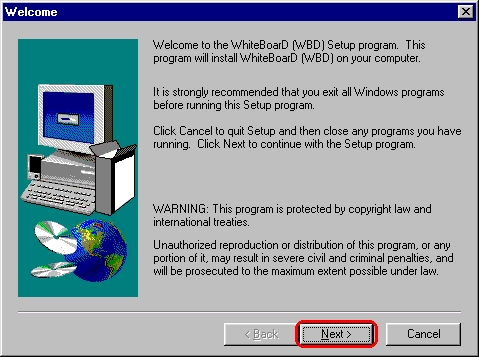 Welcome
Welcome to the WhiteBoarD (WBD) Setup program. This
program will install WhiteBoarD (WBD) on your computer.
It is strongly recommended that you exit all Windows programs
before running this Setup program.
Click Cancel to quit Setup and then close any programs you have
running. Click Next to continue with the Setup program.
WARNING: This program is protected by copyright law and
international treaties.
Unauthorized reproduction or distribution of this program, or any
portion of it, may result in severe civil and criminal penalties, and
will be prosecuted to the maximum extent possible under law.
< Back Next > Cancel